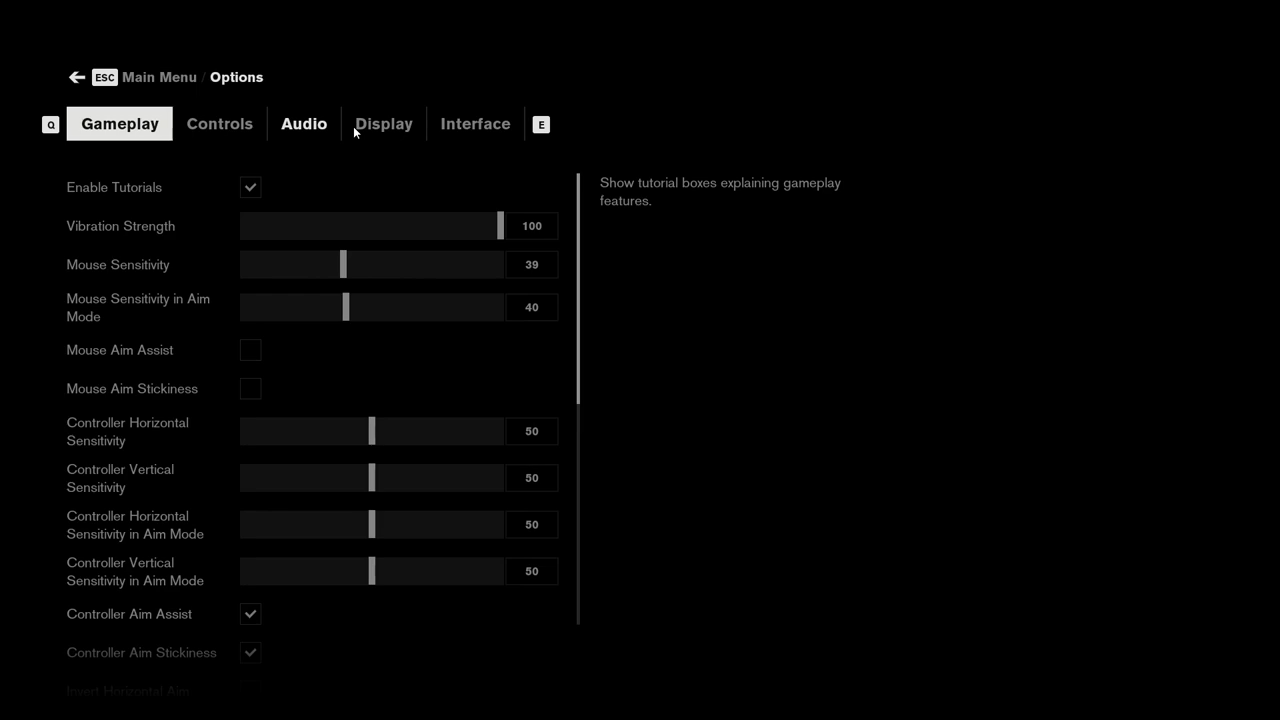 ESC Main Menu / Options
Q Gameplay Controls Audio Display Interface E
Enable Tutorials
Show tutorial boxes explaining gameplay
features.
Vibration Strength 100
Mouse Sensitivity 39
Mouse Sensitivity in Aim
Mode
40
Mouse Aim Assist
Mouse Aim Stickiness
Controller Horizontal
Sensitivity
50
Controller Vertical
Sensitivity
50
Controller Horizontal
Sensitivity in Aim Mode
50
Controller Vertical
Sensitivity in Aim Mode
50
Controller Aim Assist
Controller Aim Stickiness
Invert Horizontal Aim